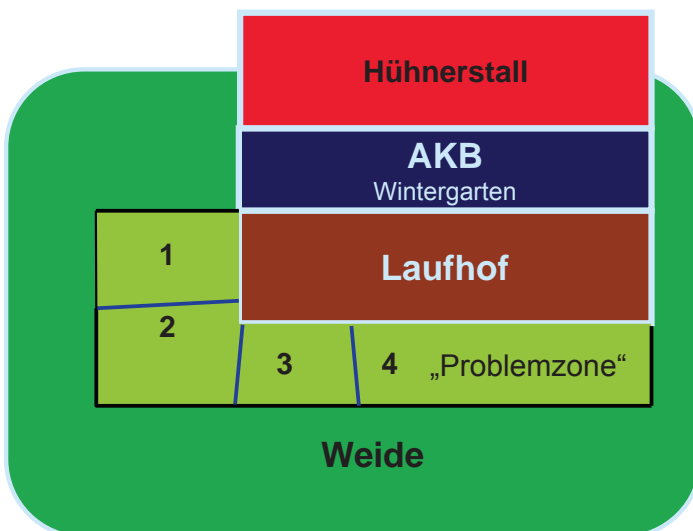 Hühnerstall
AKB
Wintergarten
1
Laufhof
2
3
4 „Problemzone“
Weide